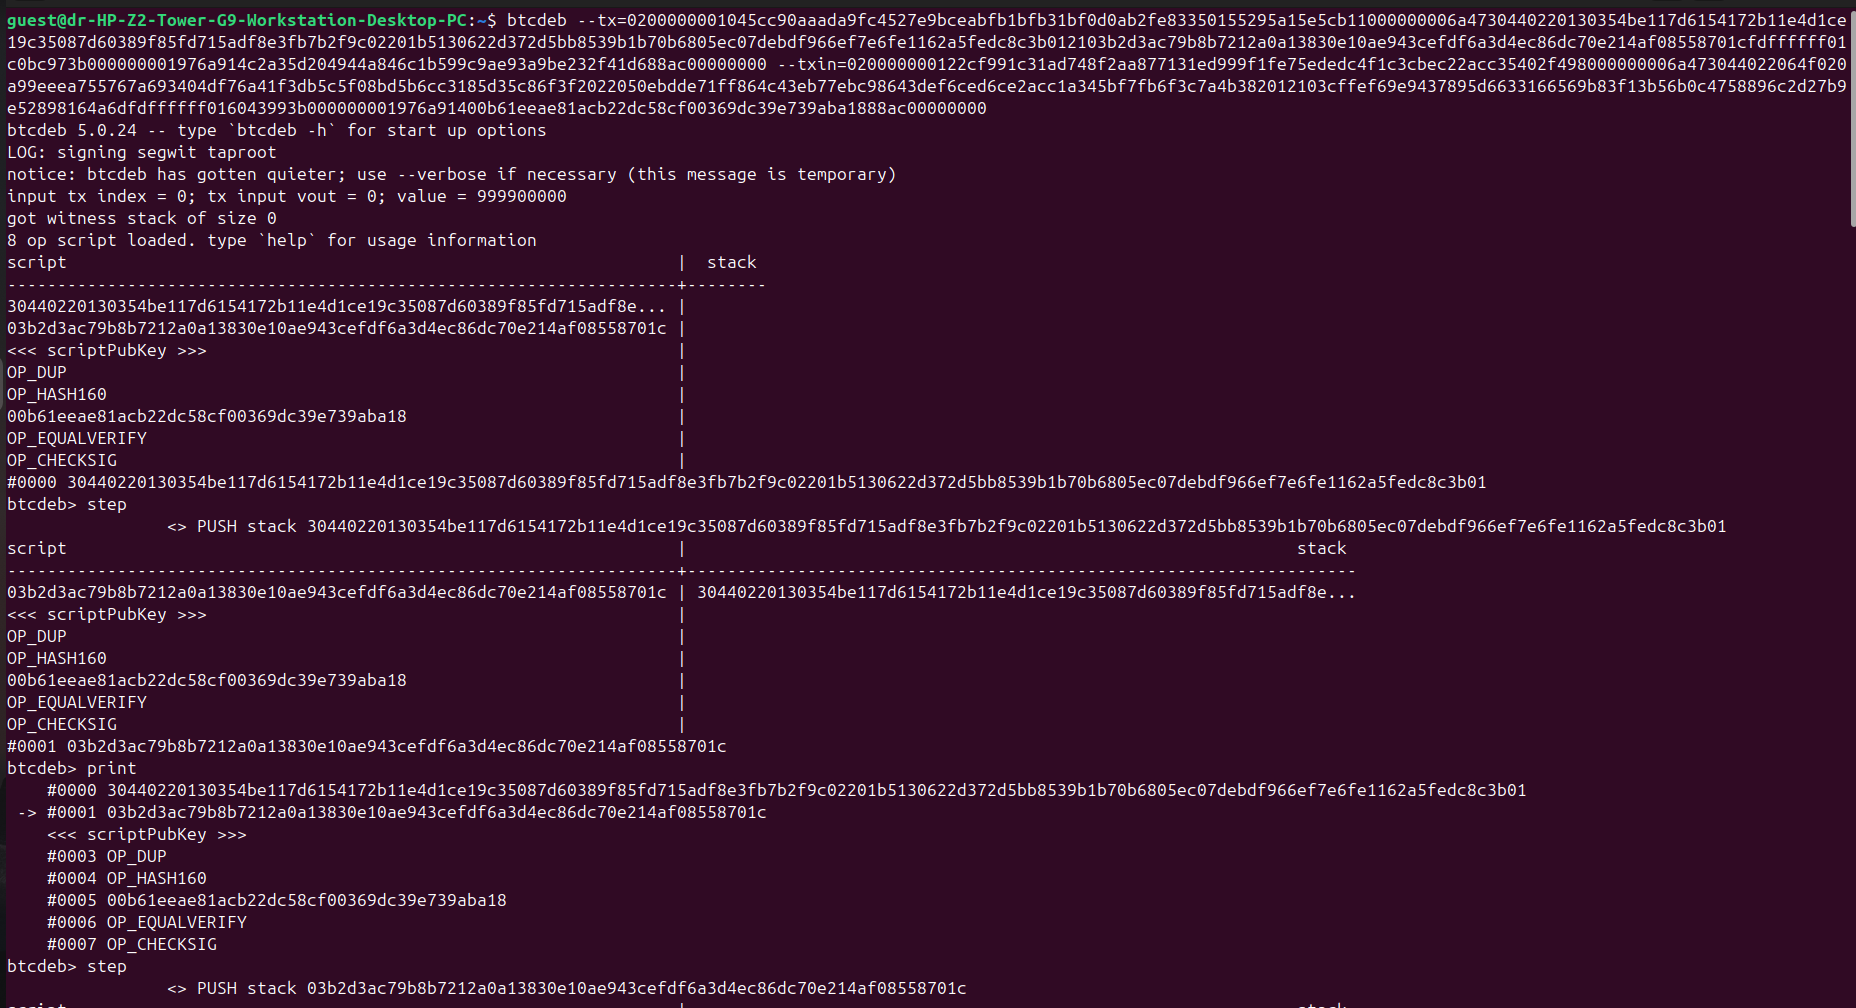 guest@dr-HP-Z2-Tower-G9-Workstation-Desktop-PC:~$ btcdeb --tx=0200000001045cc90aaada9fc4527e9bceabfb1bfb31bf0d0ab2fe83350155295a15e5cb11000000006a4730440220130354be117d6154172b11e4d1ce
19c35087d60389f85fd715adf8e3fb7b2f9c02201b5130622d372d5bb8539b1b70b6805ec07debdf966ef7e6fe1162a5fedc8c3b012103b2d3ac79b8b7212a0a13830e10ae943cefdf6a3d4ec86dc70e214af08558701cfdffffff01
c0bc973b000000001976a914c2a35d204944a846c1b599c9ae93a9be232f41d688ac00000000 --txin=020000000122cf991c31ad748f2aa877131ed999f1fe75ededc4f1c3cbec22acc35402f498000000006a473044022064f020
a99eeea755767a693404df76a41f3db5c5f08bd5b6cc3185d35c86f3f2022050ebdde71ff864c43eb77ebc98643def6ced6ce2acc1a345bf7fb6f3c7a4b382012103cffef69e9437895d6633166569b83f13b56b0c4758896c2d27b9
e52898164a6dfdffffff016043993b000000001976a91400b61eeae81acb22dc58cf00369dc39e739aba1888ac00000000
btcdeb 5.0.24 -- type `btcdeb -h` for start up options
LOG: signing segwit taproot
notice: btcdeb has gotten quieter; use --verbose if necessary (this message is temporary)
input tx index = 0; tx input vout = 0; value = 999900000
got witness stack of size 0
8 op script loaded. type `help` for usage information
script | stack
-------------------------------------------------------------------+--------
30440220130354be117d6154172b11e4d1ce19c35087d60389f85fd715adf8e... |
03b2d3ac79b8b7212a0a13830e10ae943cefdf6a3d4ec86dc70e214af08558701c |
<<< scriptPubKey >>> |
OP_DUP |
OP_HASH160 |
00b61eeae81acb22dc58cf00369dc39e739aba18 |
OP_EQUALVERIFY |
OP_CHECKSIG |
#0000 30440220130354be117d6154172b11e4d1ce19c35087d60389f85fd715adf8e3fb7b2f9c02201b5130622d372d5bb8539b1b70b6805ec07debdf966ef7e6fe1162a5fedc8c3b01
btcdeb> step
<> PUSH stack 30440220130354be117d6154172b11e4d1ce19c35087d60389f85fd715adf8e3fb7b2f9c02201b5130622d372d5bb8539b1b70b6805ec07debdf966ef7e6fe1162a5fedc8c3b01
script | stack
-------------------------------------------------------------------+-------------------------------------------------------------------
03b2d3ac79b8b7212a0a13830e10ae943cefdf6a3d4ec86dc70e214af08558701c | 30440220130354be117d6154172b11e4d1ce19c35087d60389f85fd715adf8e...
<<< scriptPubKey >>> |
OP_DUP |
OP_HASH160 |
00b61eeae81acb22dc58cf00369dc39e739aba18 |
OP_EQUALVERIFY |
OP_CHECKSIG |
#0001 03b2d3ac79b8b7212a0a13830e10ae943cefdf6a3d4ec86dc70e214af08558701c
btcdeb> print
#0000 30440220130354be117d6154172b11e4d1ce19c35087d60389f85fd715adf8e3fb7b2f9c02201b5130622d372d5bb8539b1b70b6805ec07debdf966ef7e6fe1162a5fedc8c3b01
-> #0001 03b2d3ac79b8b7212a0a13830e10ae943cefdf6a3d4ec86dc70e214af08558701c
<<< scriptPubKey >>>
#0003 OP_DUP
#0004 OP_HASH160
#0005 00b61eeae81acb22dc58cf00369dc39e739aba18
#0006 OP_EQUALVERIFY
#0007 OP_CHECKSIG
btcdeb> step
<> PUSH stack 03b2d3ac79b8b7212a0a13830e10ae943cefdf6a3d4ec86dc70e214af08558701c